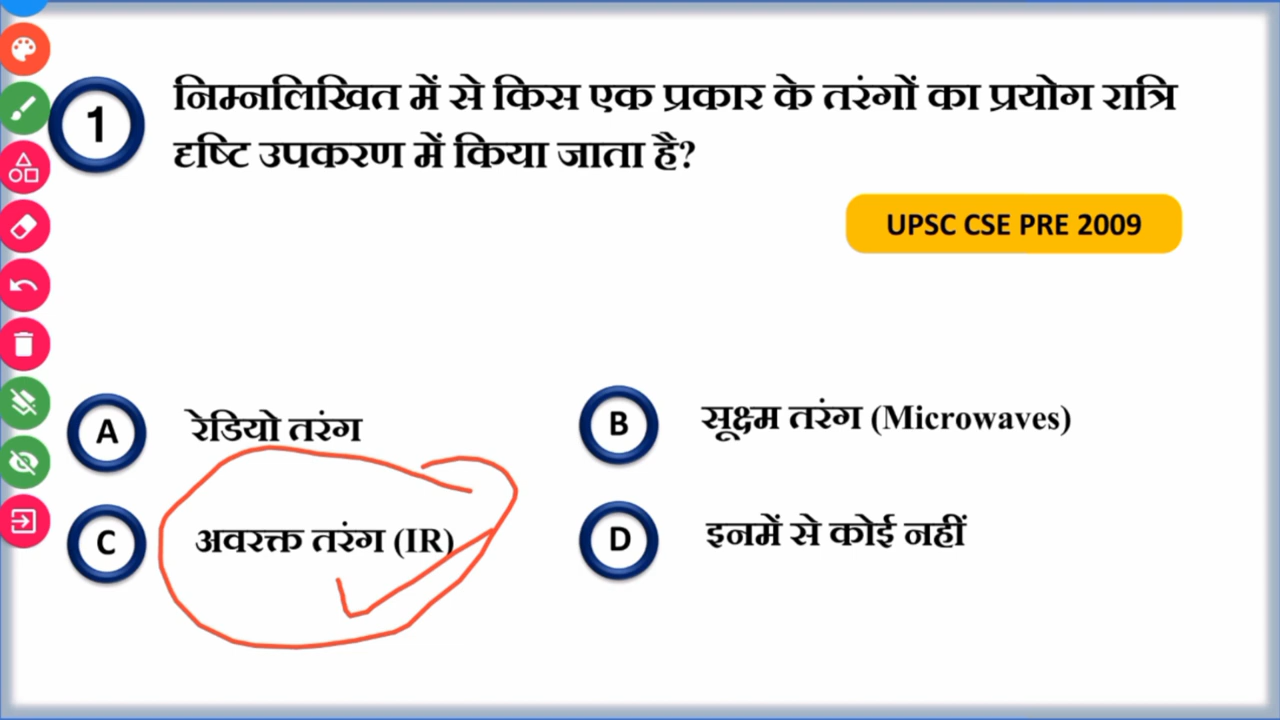 1
निम्नलिखित में से किस एक प्रकार के तरंगों का प्रयोग रात्रि
दृष्टि उपकरण में किया जाता है?
UPSC CSE PRE 2009
A रेडियो तरंग
B सूक्ष्म तरंग (Microwaves)
C अवरक्त तरंग (IR)
D इनमें से कोई नहीं